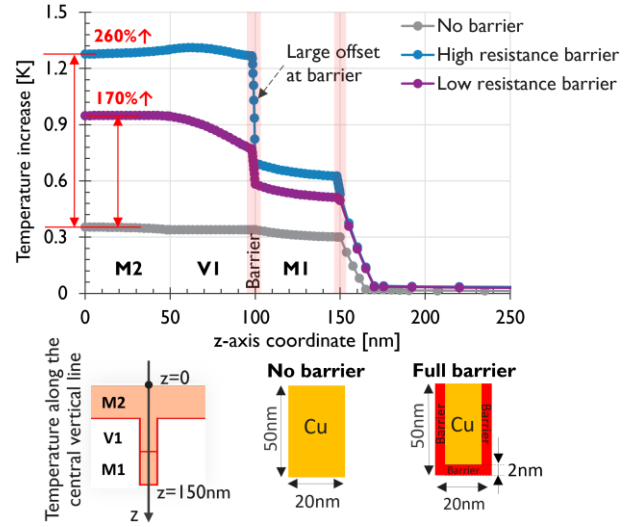 Temperature increase [K]
1.5
1.2
0.9
0.6
0.3
0
260%↑
170%↑
Large offset
at barrier
No barrier
High resistance barrier
Low resistance barrier
M2
V1
Barrier
M1
0
50
100
150
200
250
z-axis coordinate [nm]
Temperature along the
central vertical line
z=0
M2
V1
M1
z=150nm
z
No barrier
50nm
Cu
20nm
Full barrier
50nm
Barrier
Cu
Barrier
Barrier
2nm
20nm